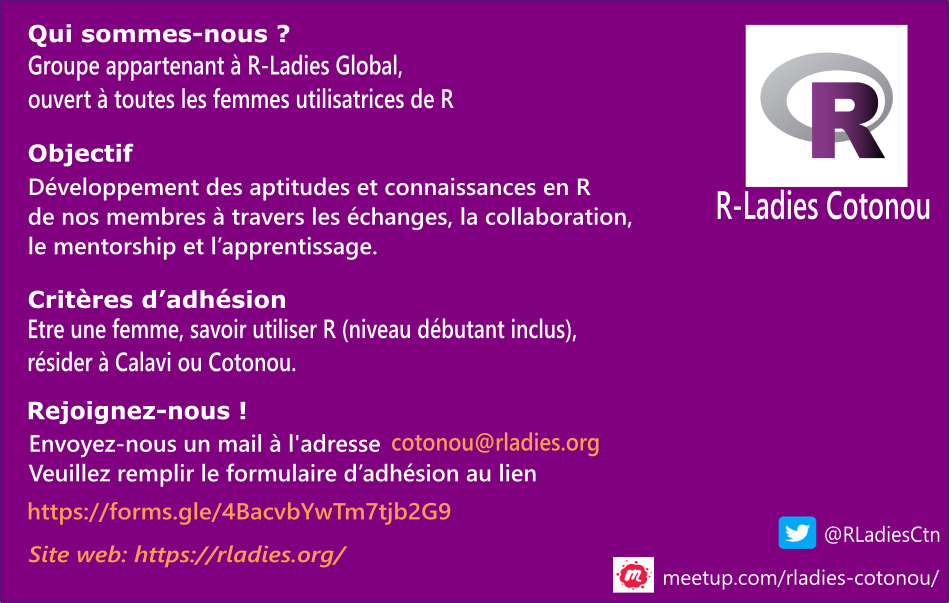 Qui sommes-nous ?
Groupe appartenant à R-Ladies Global,
ouvert à toutes les femmes utilisatrices de R
R
R-Ladies Cotonou
Objectif
Développement des aptitudes et connaissances en R
de nos membres à travers les échanges, la collaboration,
le mentorship et l’apprentissage.
Critères d’adhésion
Etre une femme, savoir utiliser R (niveau débutant inclus),
résider à Calavi ou Cotonou.
Rejoignez-nous !
Envoyez-nous un mail à l'adresse cotonou@rladies.org
Veuillez remplir le formulaire d’adhésion au lien
https://forms.gle/4BacvbYwTm7tjb2G9
Site web: https://rladies.org/
@RLadiesCtn
m
meetup.com/rladies-cotonou/